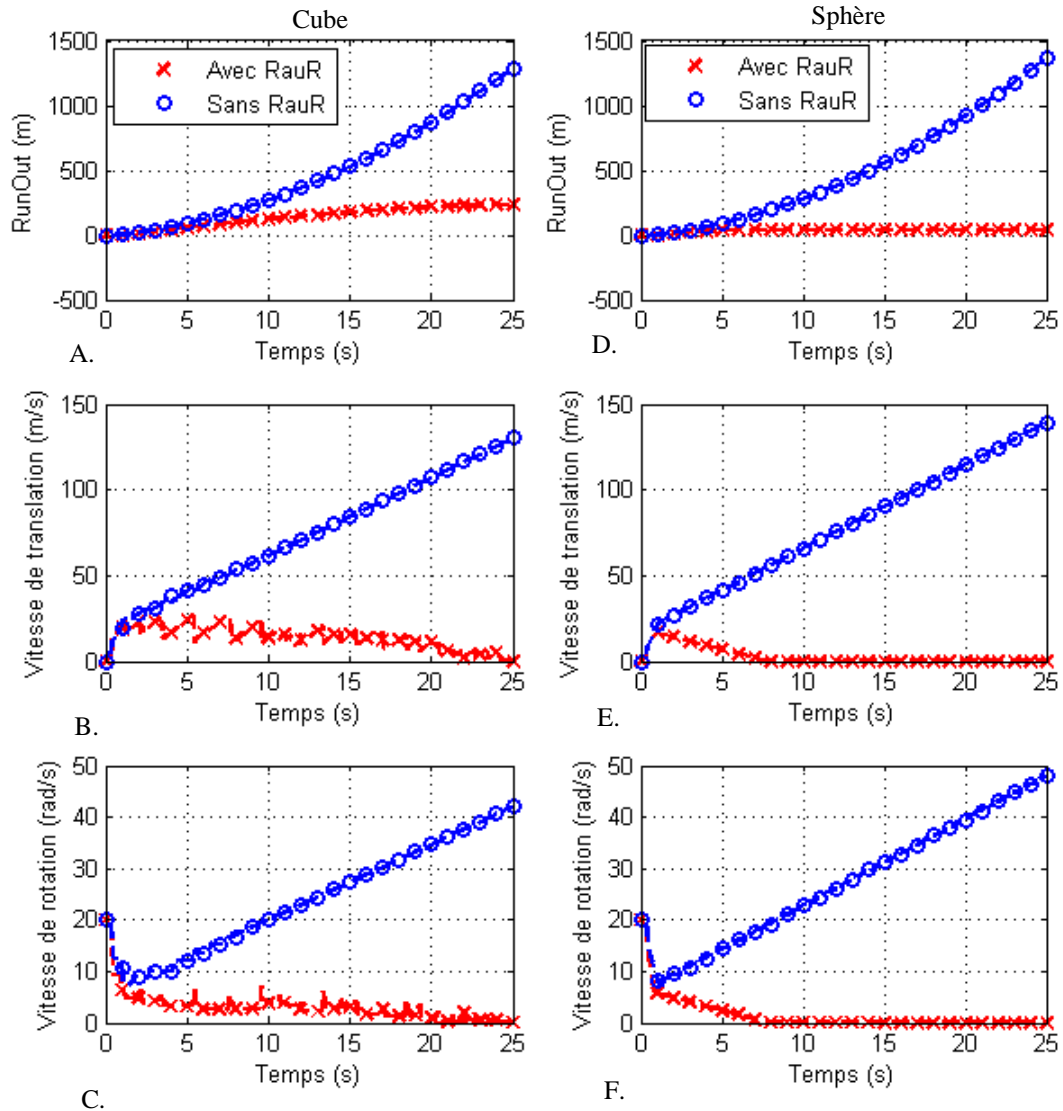 Cube
1500
1000
500
0
-500
RunOut (m)
Avec RauR
Sans RauR
0 5 10 15 20 25
Temps (s)
A.
Sphère
1500
1000
500
0
-500
RunOut (m)
Avec RauR
Sans RauR
0 5 10 15 20 25
Temps (s)
D.
150
100
50
0
Vitesse de translation (m/s)
0 5 10 15 20 25
Temps (s)
B.
150
100
50
0
Vitesse de translation (m/s)
0 5 10 15 20 25
Temps (s)
E.
50
40
30
20
10
0
Vitesse de rotation (rad/s)
0 5 10 15 20 25
Temps (s)
C.
50
40
30
20
10
0
Vitesse de rotation (rad/s)
0 5 10 15 20 25
Temps (s)
F.